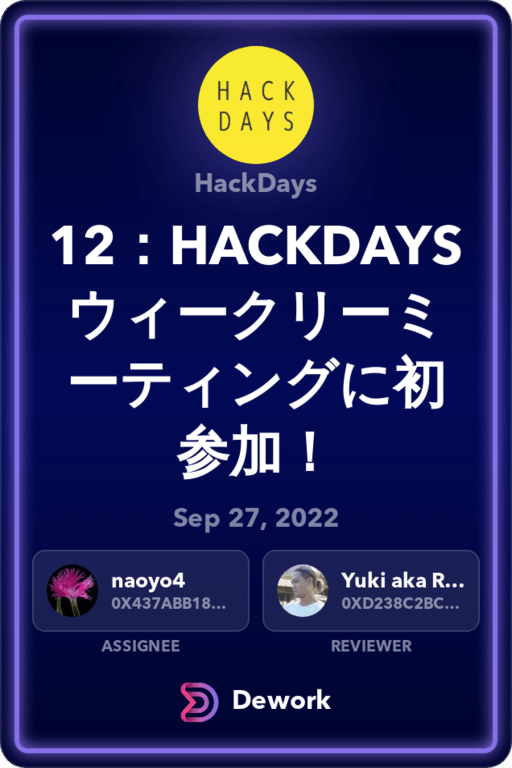 HACK
DAYS
HackDays
12：HACKDAYS
ウィークリーミ
ーティングに初
参加！
Sep 27, 2022
naoyo4
0X437ABB18...
Yuki aka R...
0XD238C2BC...
ASSIGNEE
REVIEWER
Dework